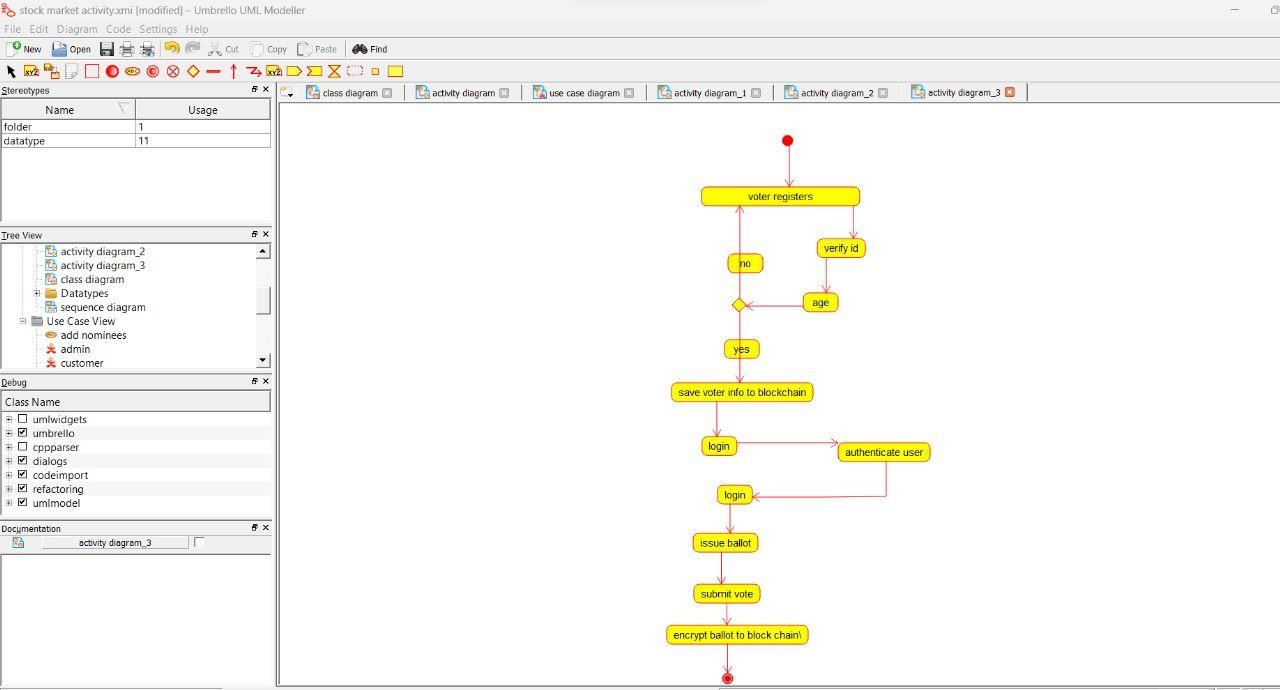 stock market activity.xmi [modified] – Umbrello UML Modeller
File Edit Diagram Code Settings Help
New Open Cut Copy Paste Find
Stereotypes
Name Usage
folder 1
datatype 11
Tree View
activity diagram_2
activity diagram_3
class diagram
Datatypes
sequence diagram
Use Case View
add nominees
admin
customer
Debug
Class Name
umlwidgets
umbrello
cppparser
dialogs
codeimport
refactoring
umlmodel
Documentation
activity diagram_3
class diagram activity diagram use case diagram activity diagram_1 activity diagram_2 activity diagram_3
voter registers
verify id
no
age
yes
save voter info to blockchain
login
authenticate user
login
issue ballot
submit vote
encrypt ballot to block chain\